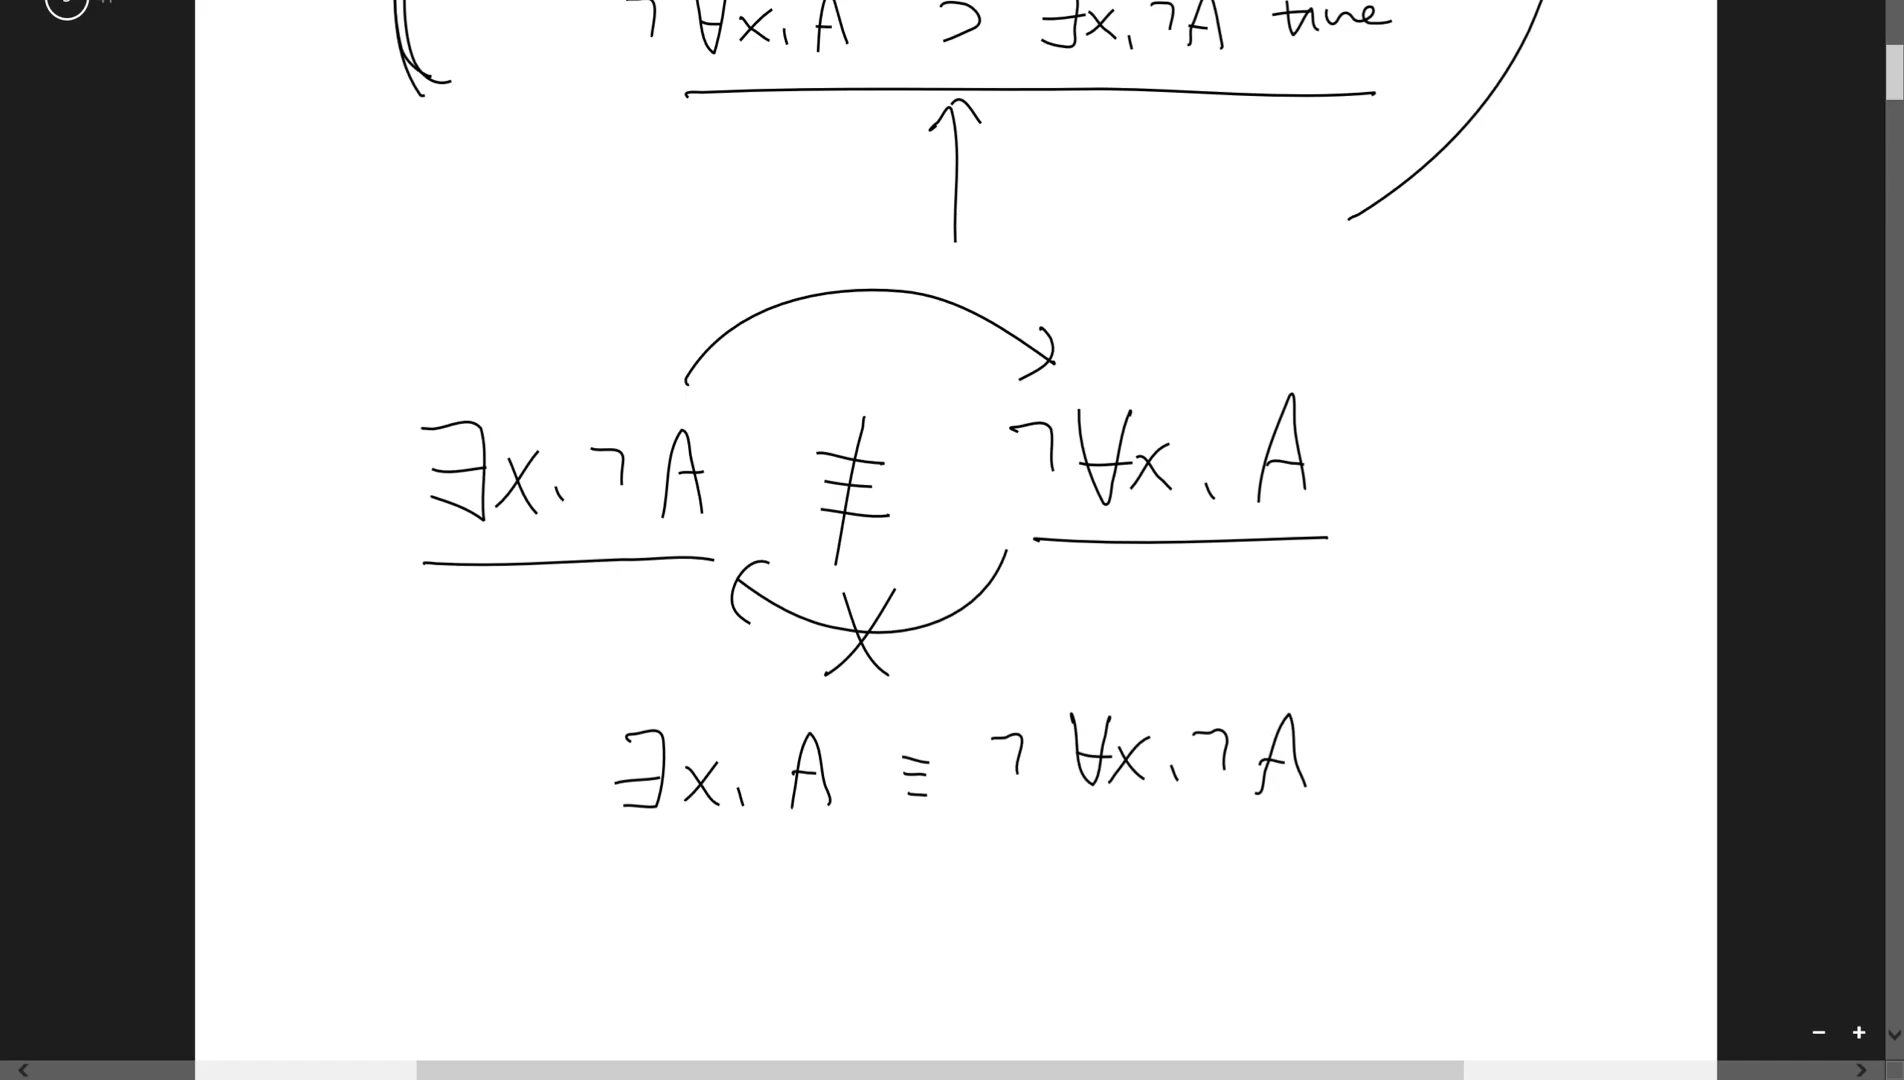 ¬∀x. A ⊃ ∃x. ¬A true
∃x. ¬A ≢ ¬∀x. A
∃x. A ≡ ¬∀x. ¬A